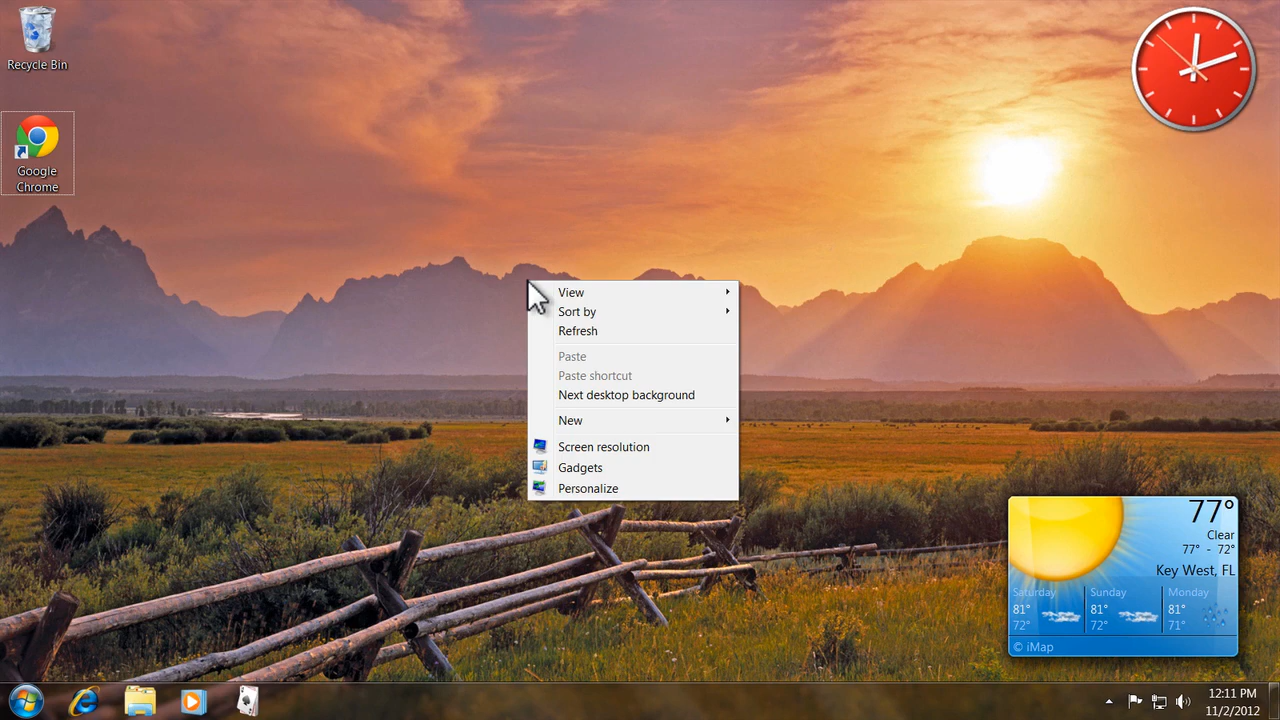 Recycle Bin
Google
Chrome
View
Sort by
Refresh
Paste
Paste shortcut
Next desktop background
New
Screen resolution
Gadgets
Personalize
77°
Clear
77° - 72°
Key West, FL
Saturday Sunday Monday
81° 81° 81°
72° 72° 71°
© iMap
12:11 PM
11/2/2012